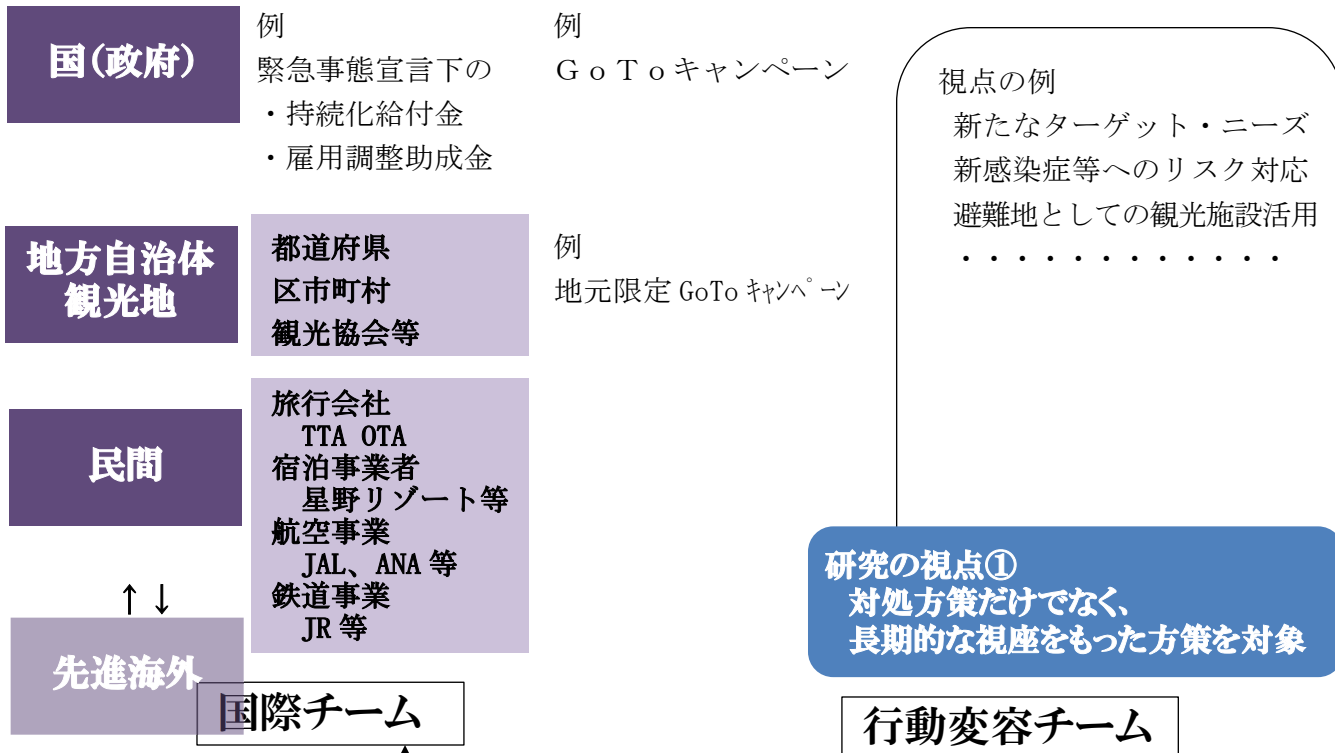 国(政府)
例
緊急事態宣言下の
・持続化給付金
・雇用調整助成金
例
GoToキャンペーン
視点の例
新たなターゲット・ニーズ
新感染症等へのリスク対応
避難地としての観光施設活用
・・・・・・・・・・・・
地方自治体
観光地
都道府県
区市町村
観光協会等
例
地元限定 GoTo キャンペーン
民間
旅行会社
TTA OTA
宿泊事業者
星野リゾート等
航空事業
JAL、ANA 等
鉄道事業
JR 等
↑↓
先進海外
研究の視点①
対処方策だけでなく、
長期的な視座をもった方策を対象
国際チーム
行動変容チーム